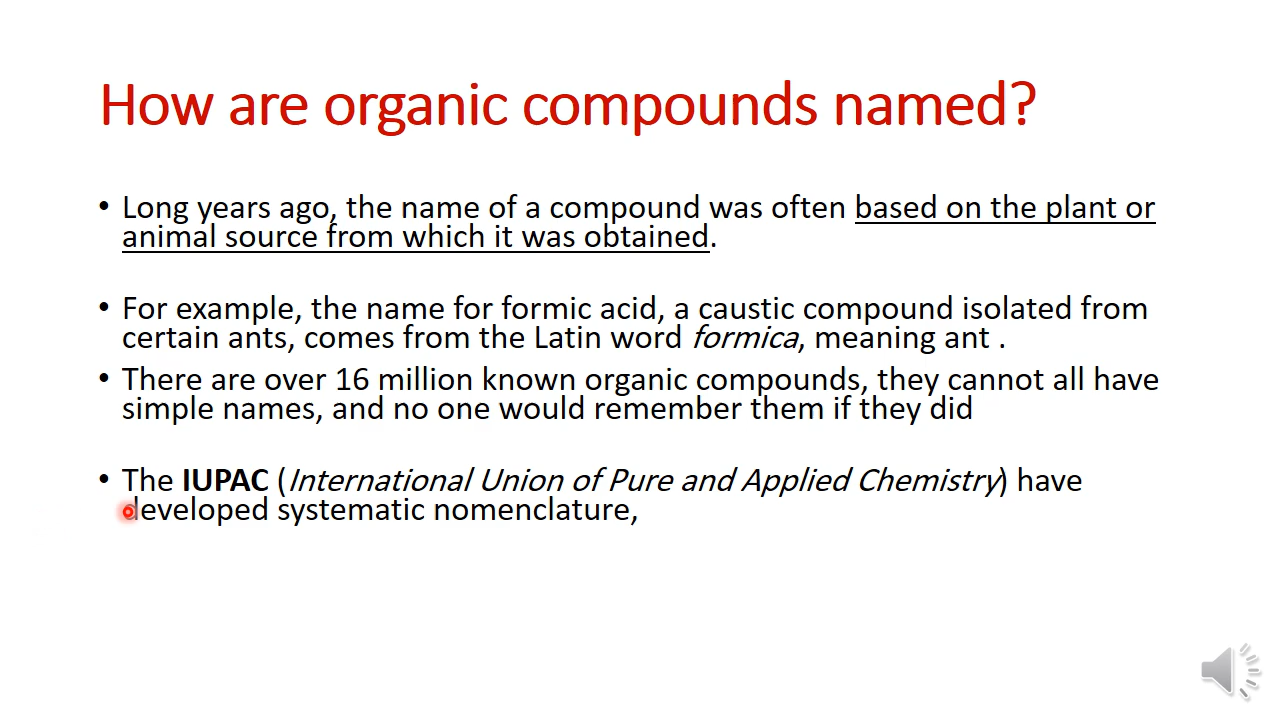 How are organic compounds named?
• Long years ago, the name of a compound was often based on the plant or
animal source from which it was obtained.
• For example, the name for formic acid, a caustic compound isolated from
certain ants, comes from the Latin word formica, meaning ant .
• There are over 16 million known organic compounds, they cannot all have
simple names, and no one would remember them if they did
• The IUPAC (International Union of Pure and Applied Chemistry) have
developed systematic nomenclature,